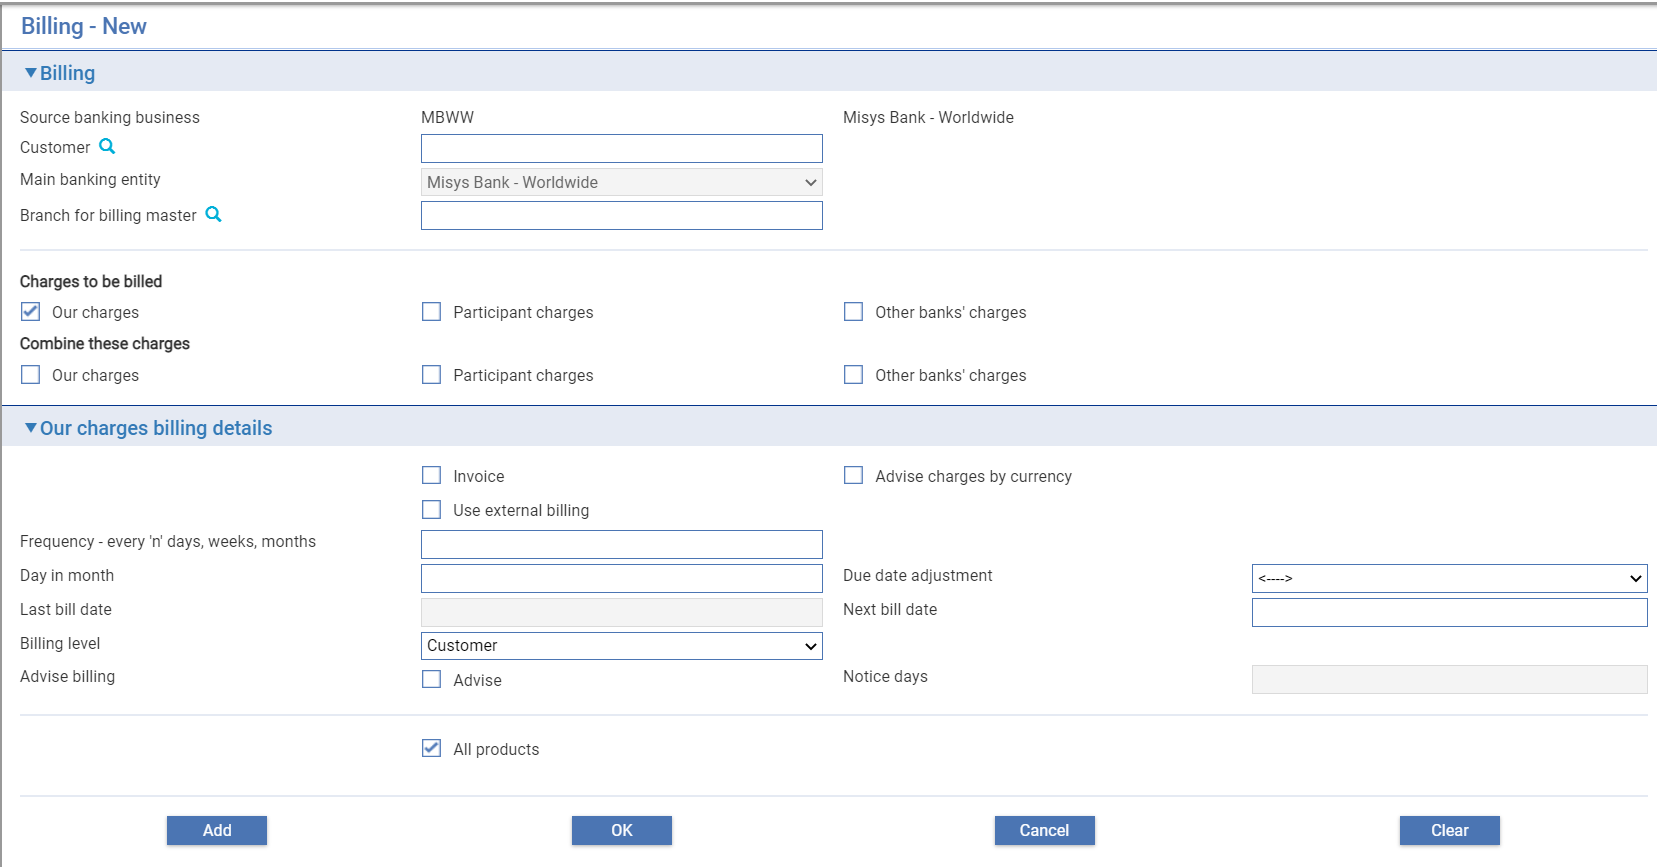 Billing - New
Billing
Source banking business MBWW Misys Bank - Worldwide
Customer
Main banking entity Misys Bank - Worldwide
Branch for billing master
Charges to be billed
Our charges Participant charges Other banks' charges
Combine these charges
Our charges Participant charges Other banks' charges
Our charges billing details
Invoice Advise charges by currency
Use external billing
Frequency - every 'n' days, weeks, months
Day in month Due date adjustment <---->
Last bill date Next bill date
Billing level Customer
Advise billing Advise Notice days
All products
Add OK Cancel Clear